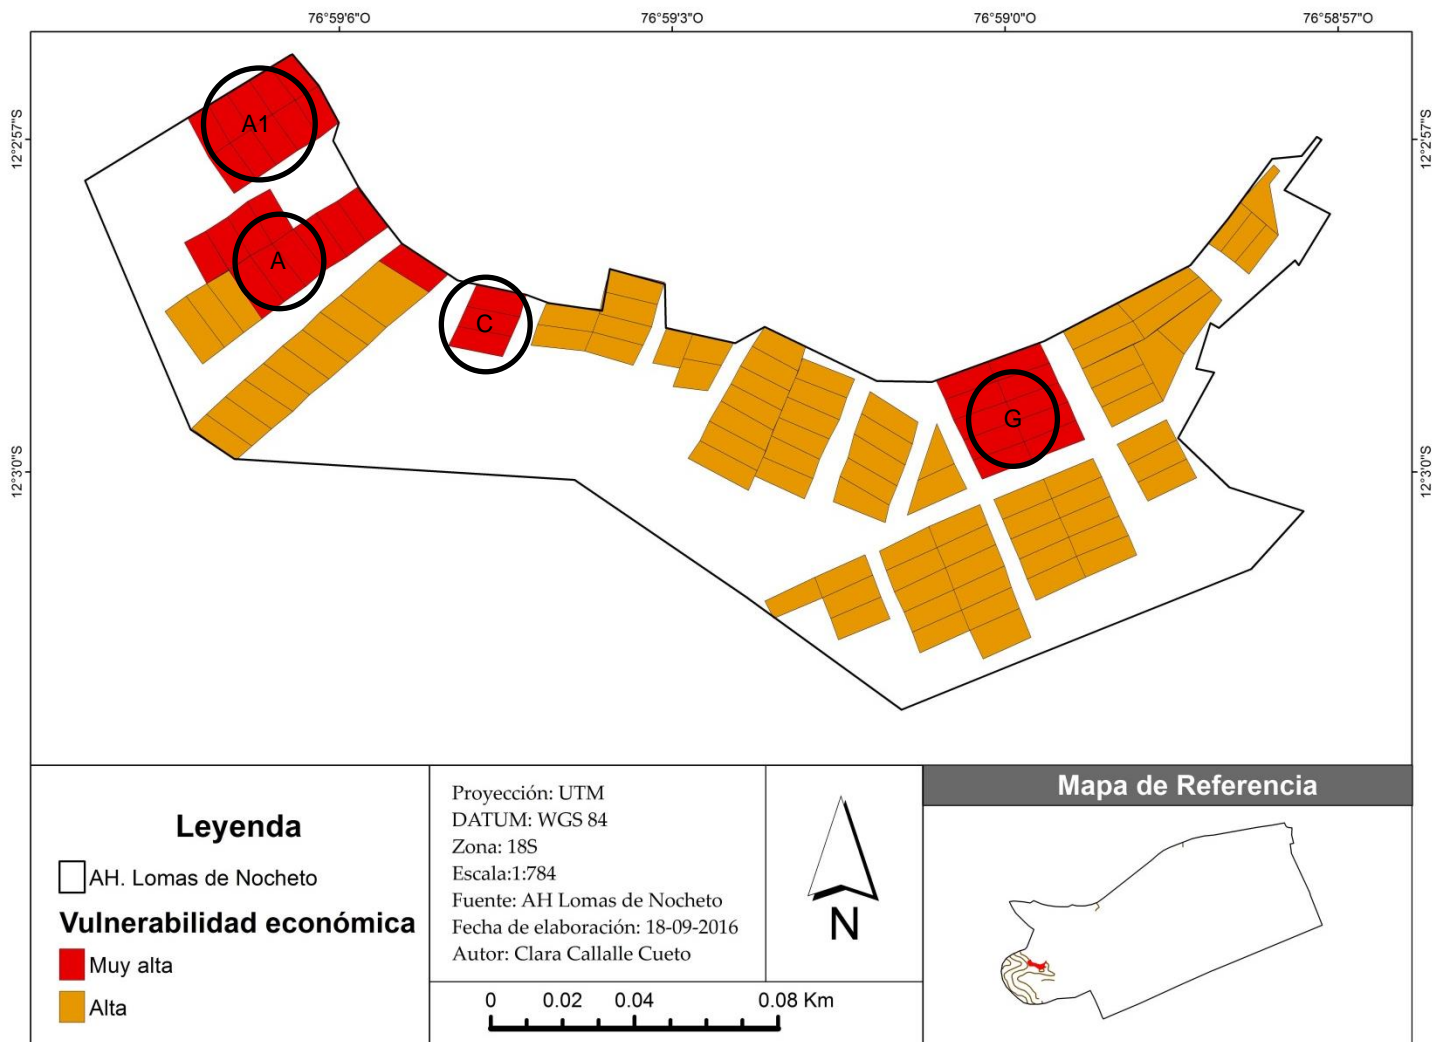 76°59'6"O
76°59'3"O
76°59'0"O
76°58'57"O
12°2'57"S
12°2'57"S
A1
A
C
G
12°3'0"S
12°3'0"S
Leyenda
AH. Lomas de Nocheto
Vulnerabilidad económica
Muy alta
Alta
Proyección: UTM
DATUM: WGS 84
Zona: 18S
Escala:1:784
Fuente: AH Lomas de Nocheto
Fecha de elaboración: 18-09-2016
Autor: Clara Callalle Cueto
0 0.02 0.04 0.08 Km
N
Mapa de Referencia